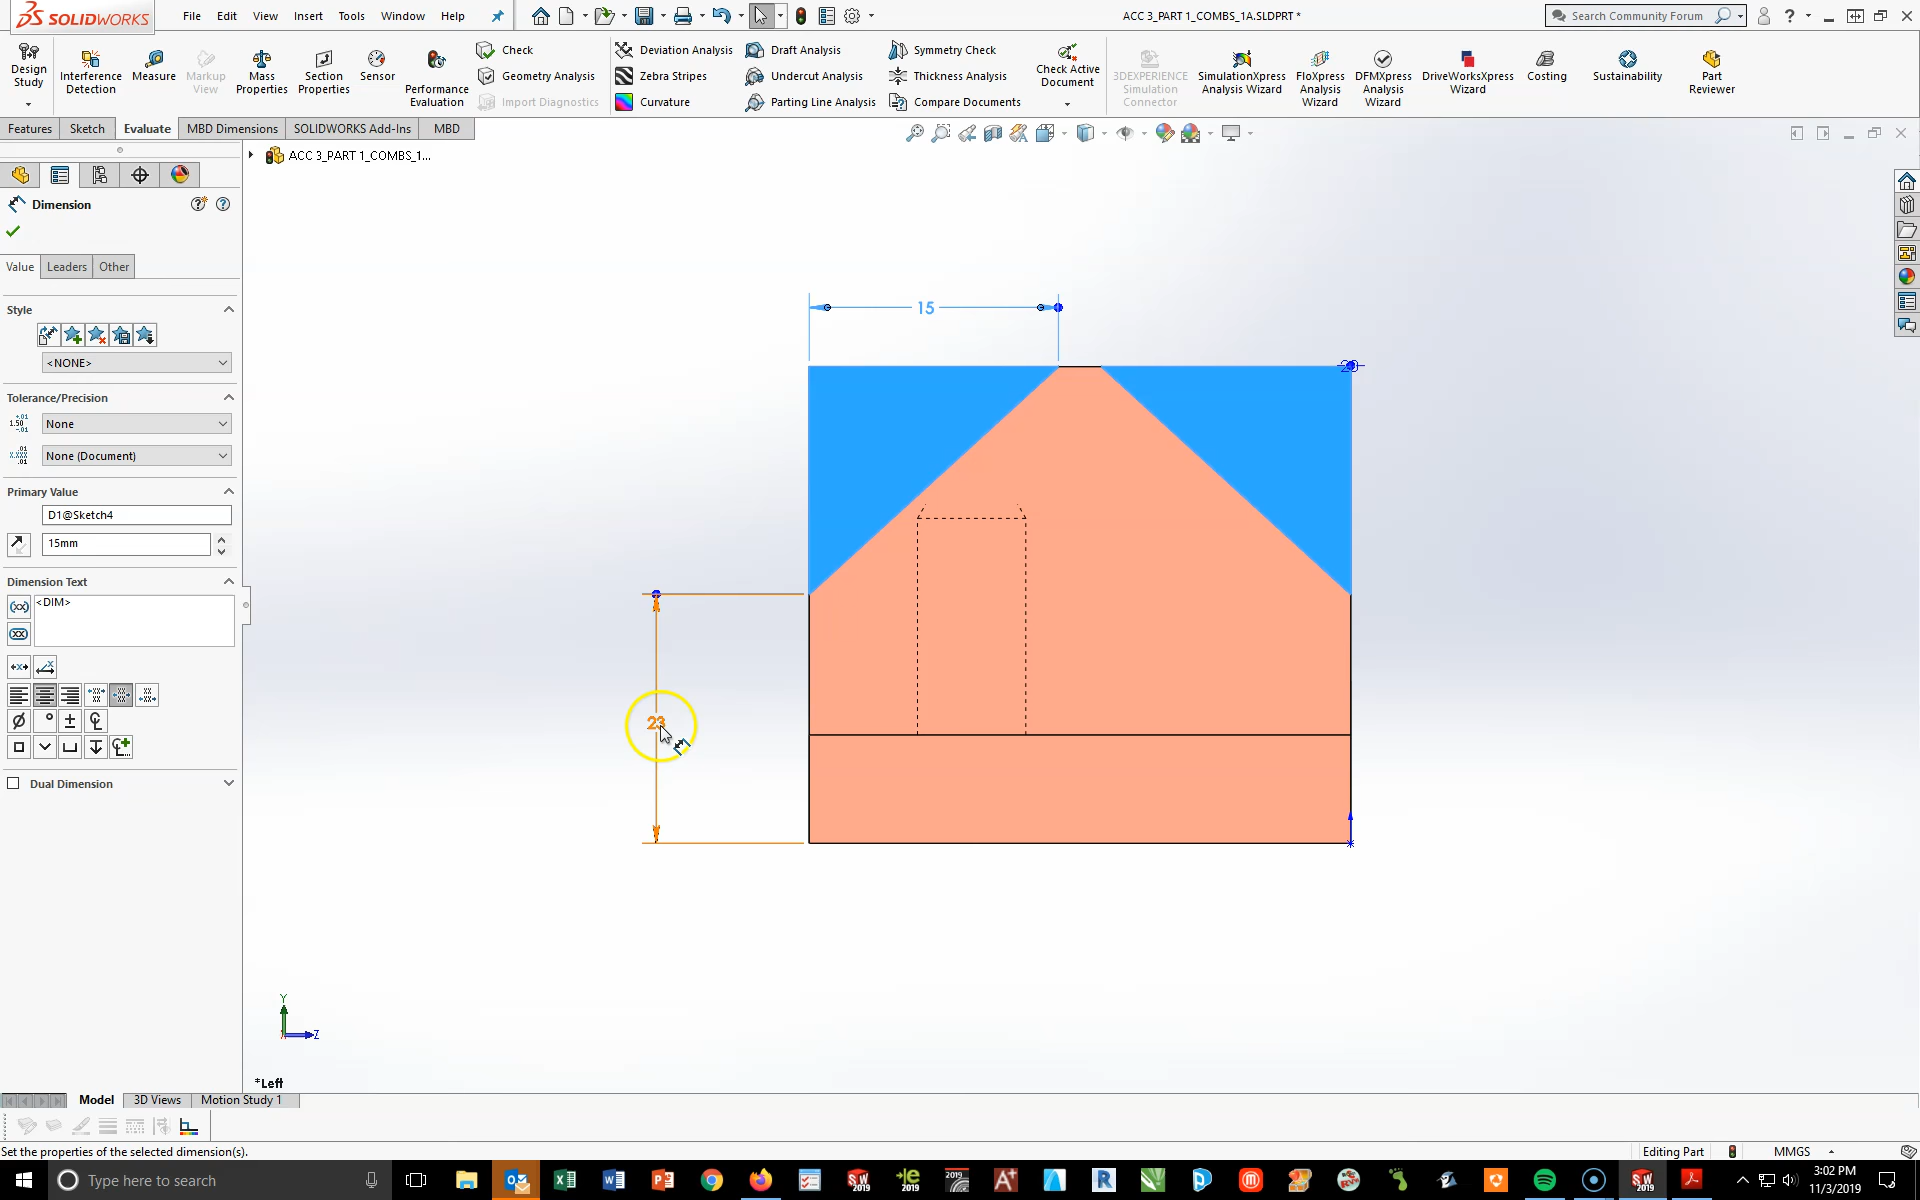 SOLIDWORKS File Edit View Insert Tools Window Help ACC 3_PART 1_COMBS_1A.SLDPRT * Search Community Forum
Design Study
Interference Detection
Measure
Markup View
Mass Properties
Section Properties
Sensor
Performance Evaluation
Check
Geometry Analysis
Import Diagnostics
Deviation Analysis
Zebra Stripes
Curvature
Draft Analysis
Undercut Analysis
Parting Line Analysis
Symmetry Check
Thickness Analysis
Compare Documents
Check Active Document
3DEXPERIENCE Simulation Connector
SimulationXpress Analysis Wizard
FloXpress Analysis Wizard
DFMXpress Analysis Wizard
DriveWorksXpress Wizard
Costing
Sustainability
Part Reviewer
Features Sketch Evaluate MBD Dimensions SOLIDWORKS Add-Ins MBD
ACC 3_PART 1_COMBS_1...
Dimension
Value Leaders Other
Style
<NONE>
Tolerance/Precision
None
None (Document)
Primary Value
D1@Sketch4
15mm
Dimension Text
<DIM>
Dual Dimension
15
23
Y
Z
*Left
Model 3D Views Motion Study 1
Set the properties of the selected dimension(s). Editing Part MMGS
Type here to search
3:02 PM
11/3/2019